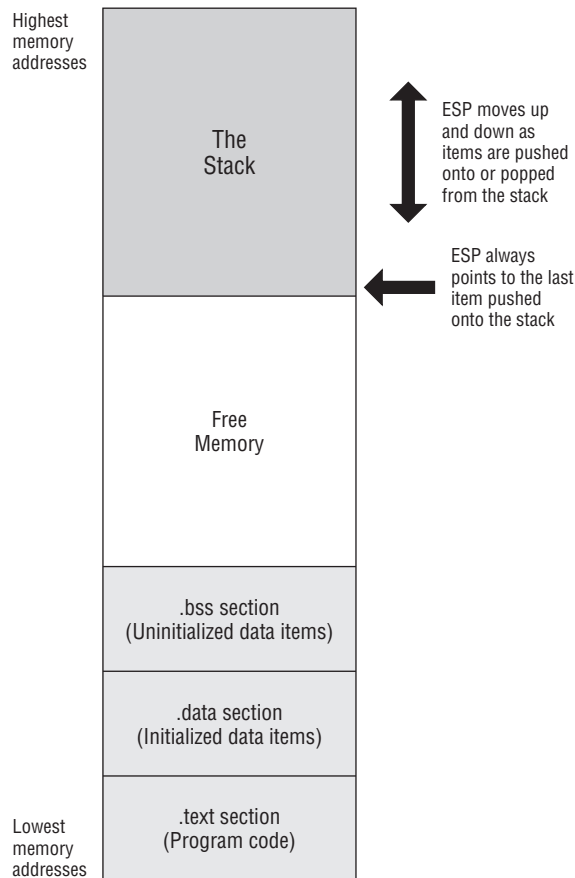 Highest
memory
addresses
The
Stack
ESP moves up
and down as
items are pushed
onto or popped
from the stack
ESP always
points to the last
item pushed
onto the stack
Free
Memory
.bss section
(Uninitialized data items)
.data section
(Initialized data items)
.text section
(Program code)
Lowest
memory
addresses